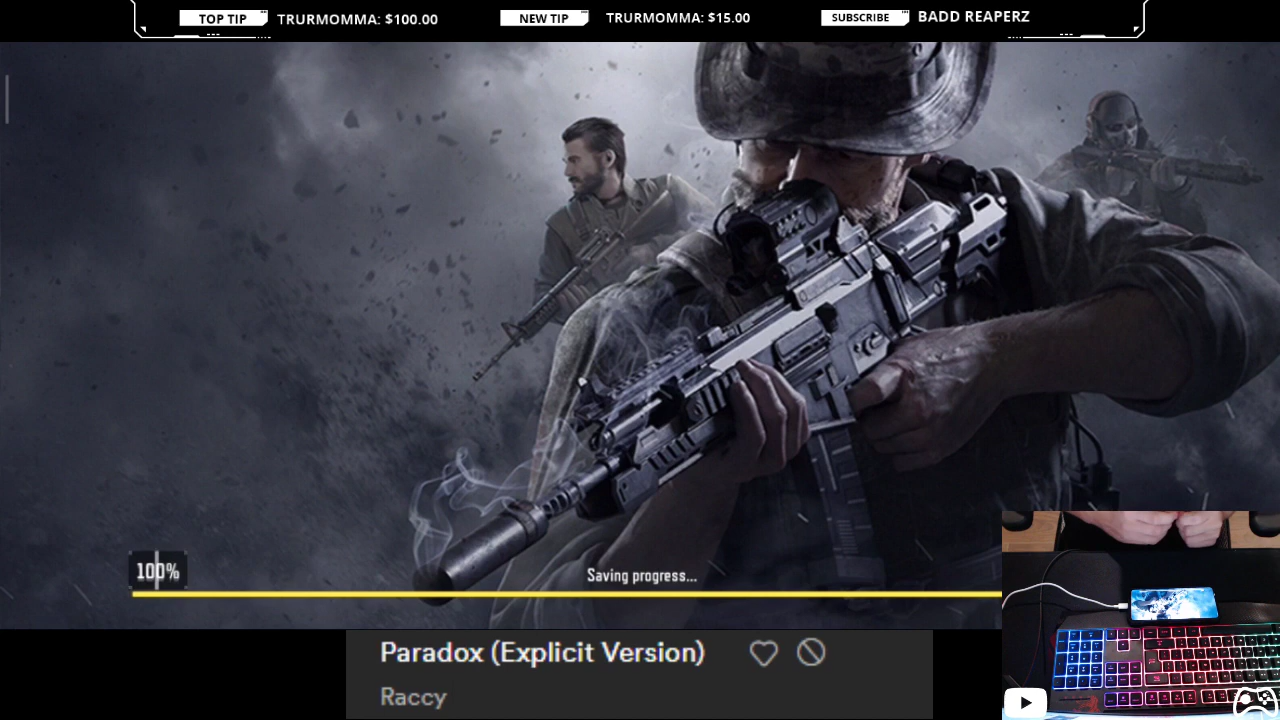 TOP TIP TRURMOMMA: $100.00 NEW TIP TRURMOMMA: $15.00 SUBSCRIBE BADD REAPERZ
100% Saving progress...
Paradox (Explicit Version)
Raccy